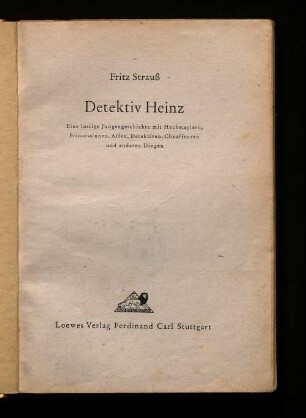 Fritz Strauß
Detektiv Heinz
Eine lustige Jungengeschichte mit Hochstaplern,
Prinzessinnen, Affen, Detektiven, Chauffeuren
und anderen Dingen
Loewes Verlag Ferdinand Carl Stuttgart